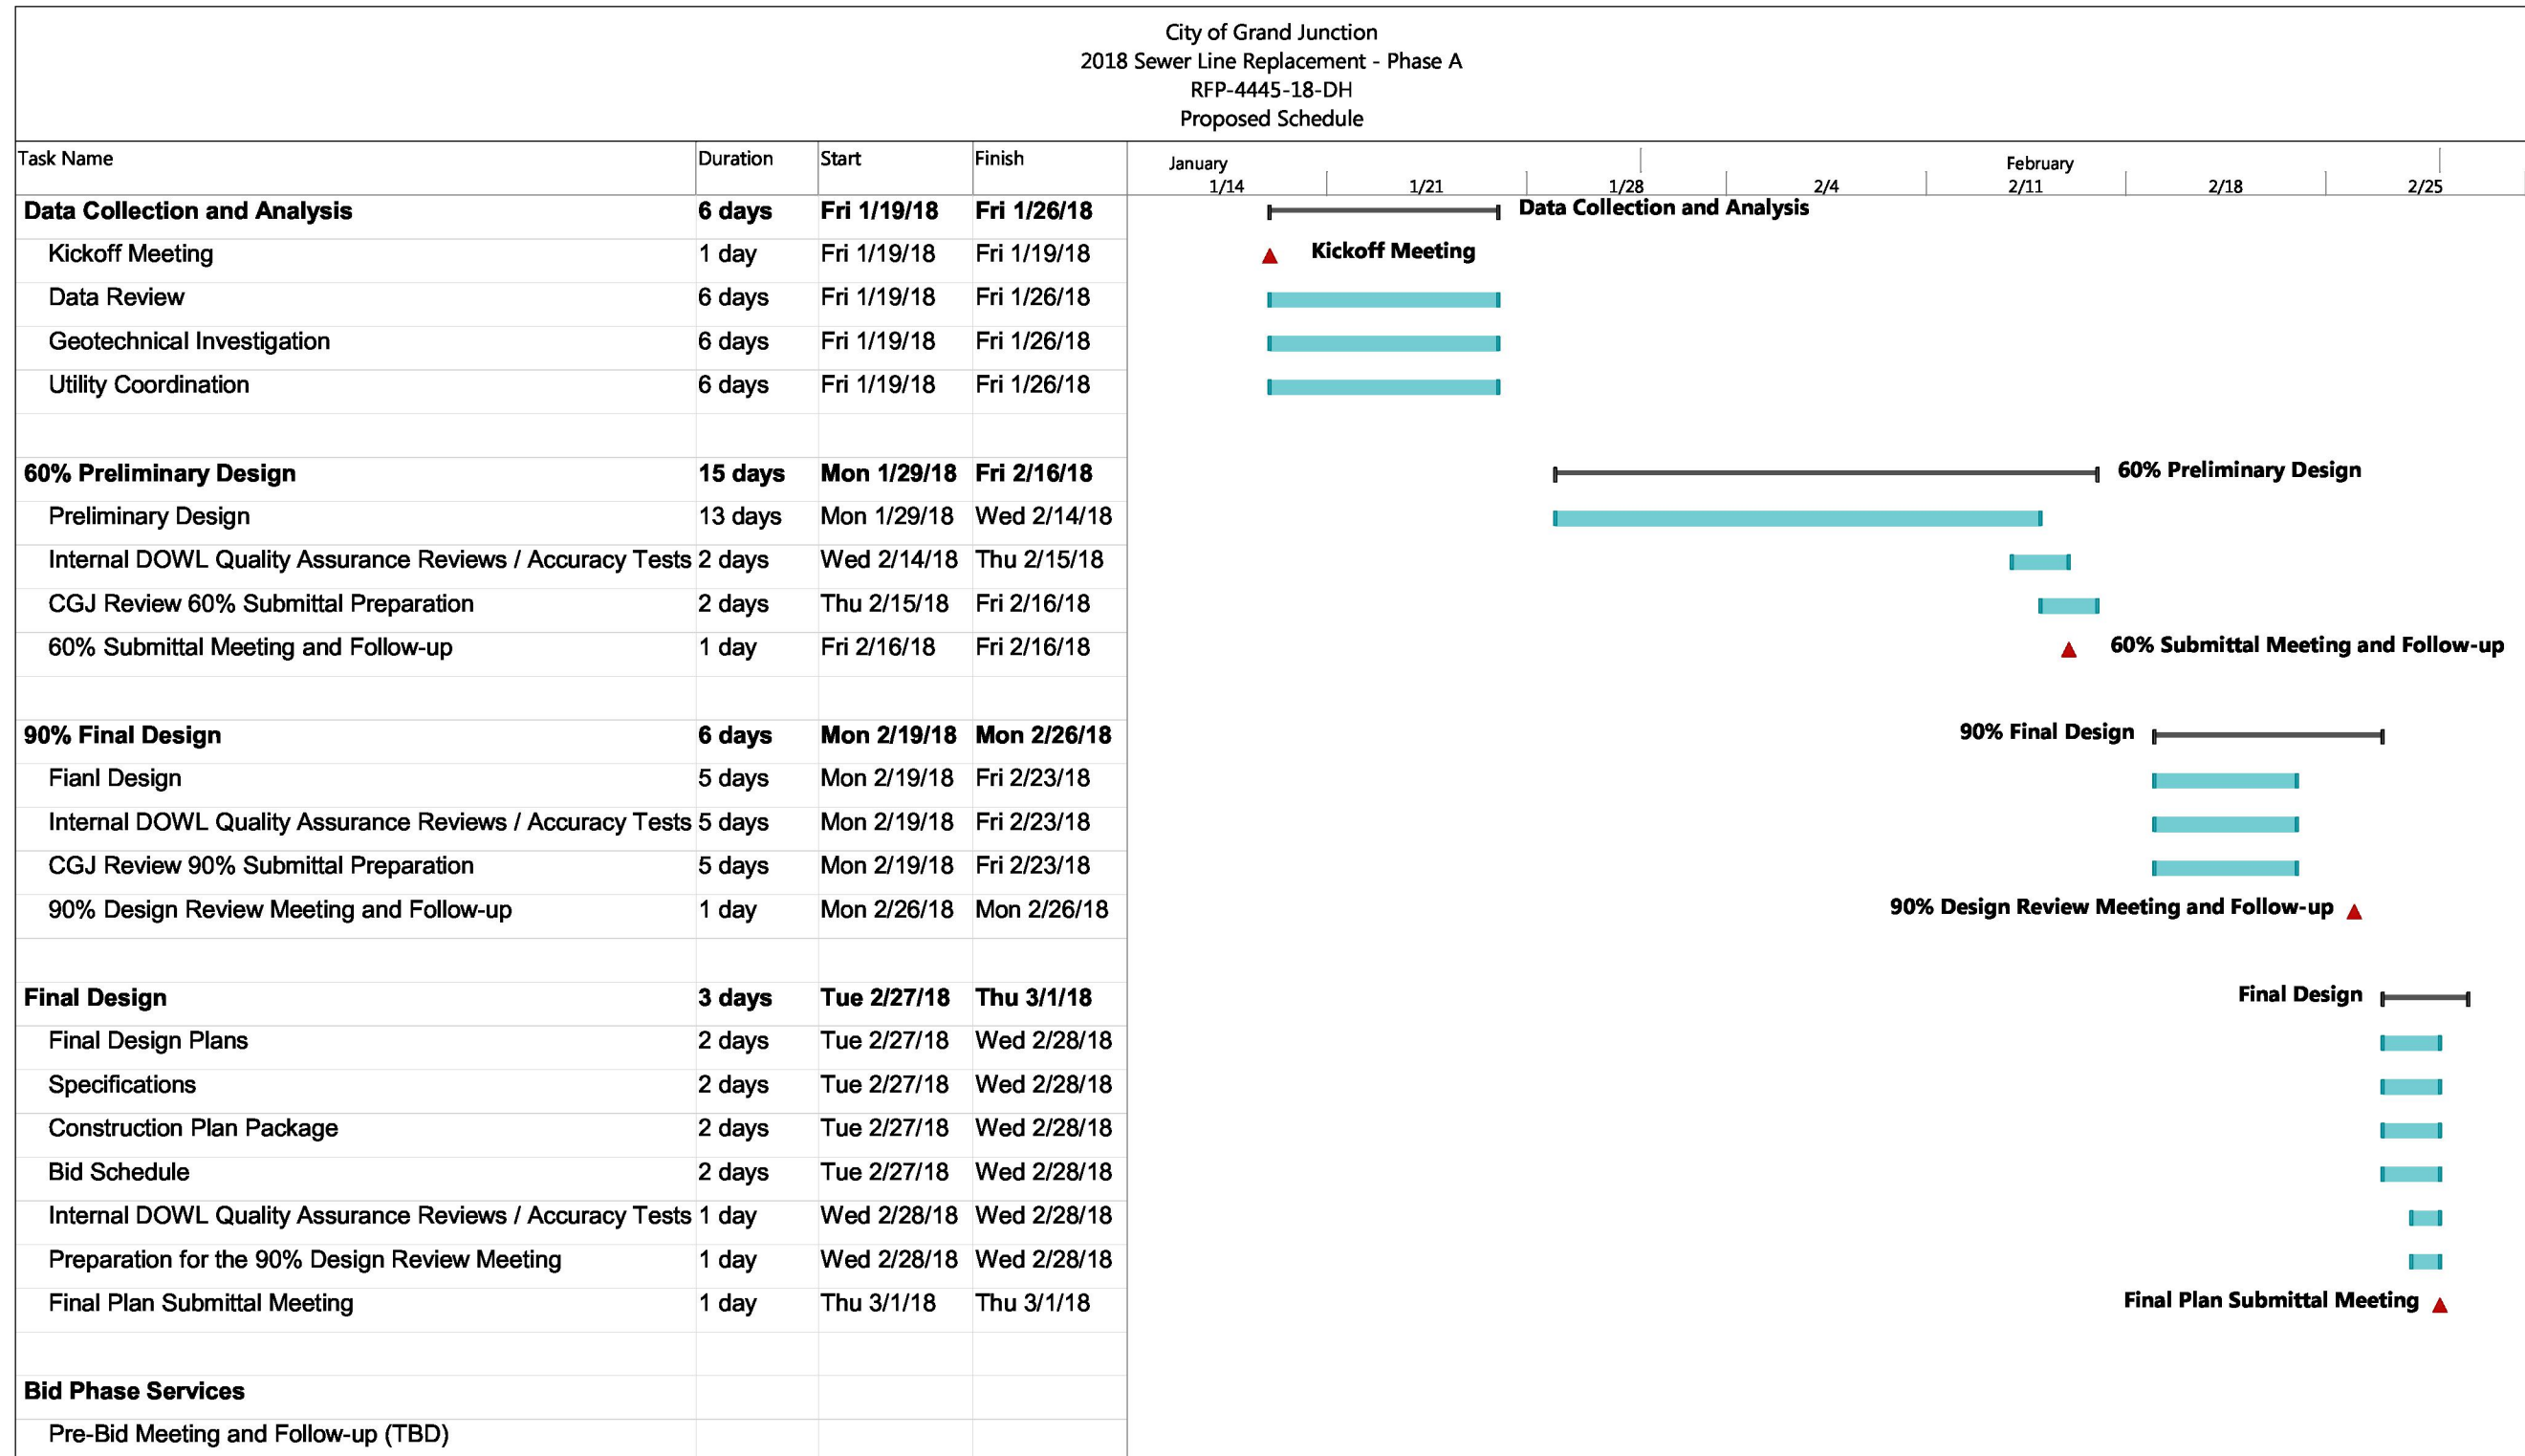 City of Grand Junction
2018 Sewer Line Replacement - Phase A
RFP-4445-18-DH
Proposed Schedule
Task Name Duration Start Finish January February
1/14 1/21 1/28 2/4 2/11 2/18 2/25
Data Collection and Analysis 6 days Fri 1/19/18 Fri 1/26/18 Data Collection and Analysis
Kickoff Meeting 1 day Fri 1/19/18 Fri 1/19/18 Kickoff Meeting
Data Review 6 days Fri 1/19/18 Fri 1/26/18
Geotechnical Investigation 6 days Fri 1/19/18 Fri 1/26/18
Utility Coordination 6 days Fri 1/19/18 Fri 1/26/18
60% Preliminary Design 15 days Mon 1/29/18 Fri 2/16/18 60% Preliminary Design
Preliminary Design 13 days Mon 1/29/18 Wed 2/14/18
Internal DOWL Quality Assurance Reviews / Accuracy Tests 2 days Wed 2/14/18 Thu 2/15/18
CGJ Review 60% Submittal Preparation 2 days Thu 2/15/18 Fri 2/16/18
60% Submittal Meeting and Follow-up 1 day Fri 2/16/18 Fri 2/16/18 60% Submittal Meeting and Follow-up
90% Final Design 6 days Mon 2/19/18 Mon 2/26/18 90% Final Design
Fianl Design 5 days Mon 2/19/18 Fri 2/23/18
Internal DOWL Quality Assurance Reviews / Accuracy Tests 5 days Mon 2/19/18 Fri 2/23/18
CGJ Review 90% Submittal Preparation 5 days Mon 2/19/18 Fri 2/23/18
90% Design Review Meeting and Follow-up 1 day Mon 2/26/18 Mon 2/26/18 90% Design Review Meeting and Follow-up
Final Design 3 days Tue 2/27/18 Thu 3/1/18 Final Design
Final Design Plans 2 days Tue 2/27/18 Wed 2/28/18
Specifications 2 days Tue 2/27/18 Wed 2/28/18
Construction Plan Package 2 days Tue 2/27/18 Wed 2/28/18
Bid Schedule 2 days Tue 2/27/18 Wed 2/28/18
Internal DOWL Quality Assurance Reviews / Accuracy Tests 1 day Wed 2/28/18 Wed 2/28/18
Preparation for the 90% Design Review Meeting 1 day Wed 2/28/18 Wed 2/28/18
Final Plan Submittal Meeting 1 day Thu 3/1/18 Thu 3/1/18 Final Plan Submittal Meeting
Bid Phase Services
Pre-Bid Meeting and Follow-up (TBD)